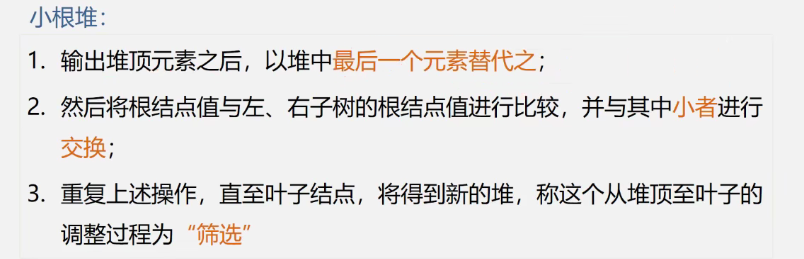 小根堆：
1. 输出堆顶元素之后，以堆中最后一个元素替代之；
2. 然后将根结点值与左、右子树的根结点值进行比较，并与其中小者进行
交换；
3. 重复上述操作，直至叶子结点，将得到新的堆，称这个从堆顶至叶子的
调整过程为“筛选”